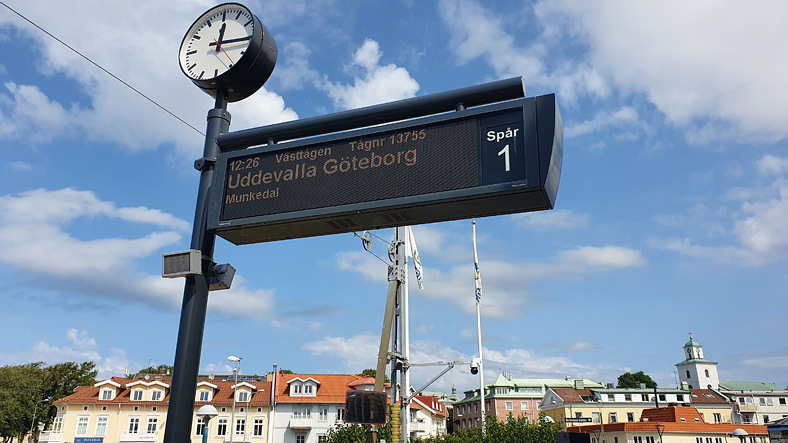 12:26 Västtågen Tågnr 13755
Uddevalla Göteborg
Munkedal
Spår
1